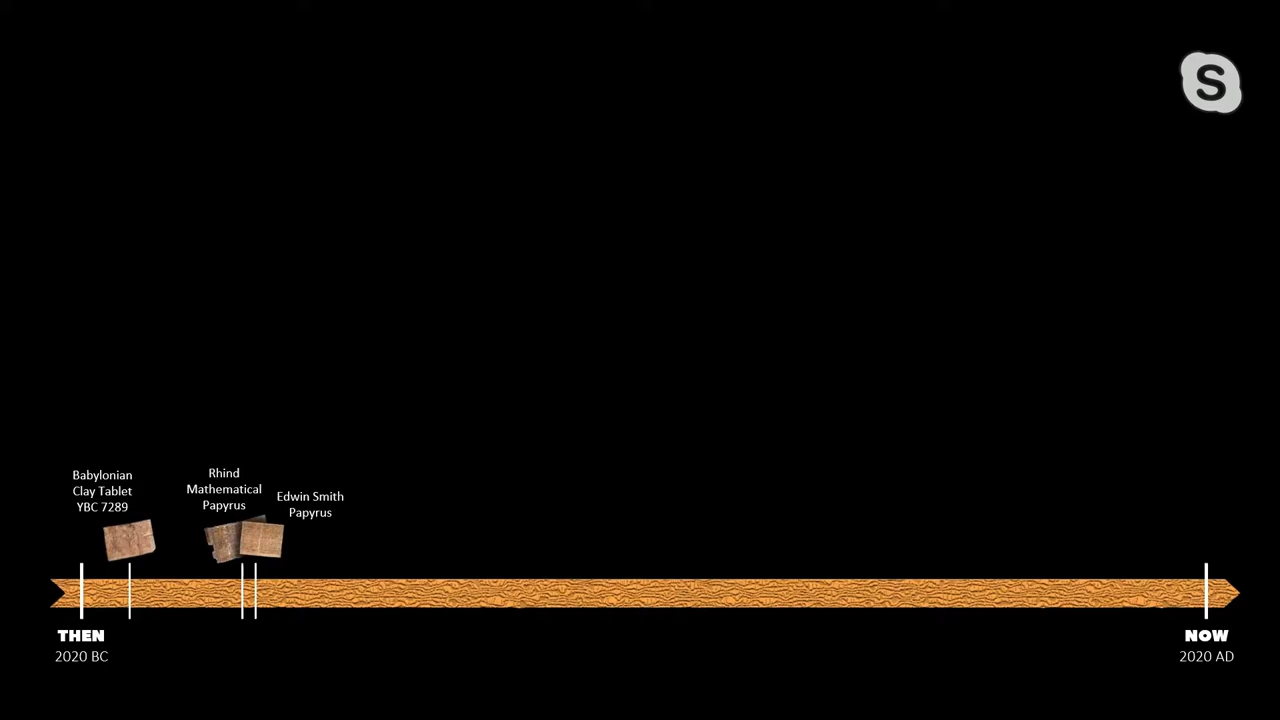 S
Babylonian
Clay Tablet
YBC 7289
Rhind
Mathematical
Papyrus
Edwin Smith
Papyrus
THEN
2020 BC
NOW
2020 AD